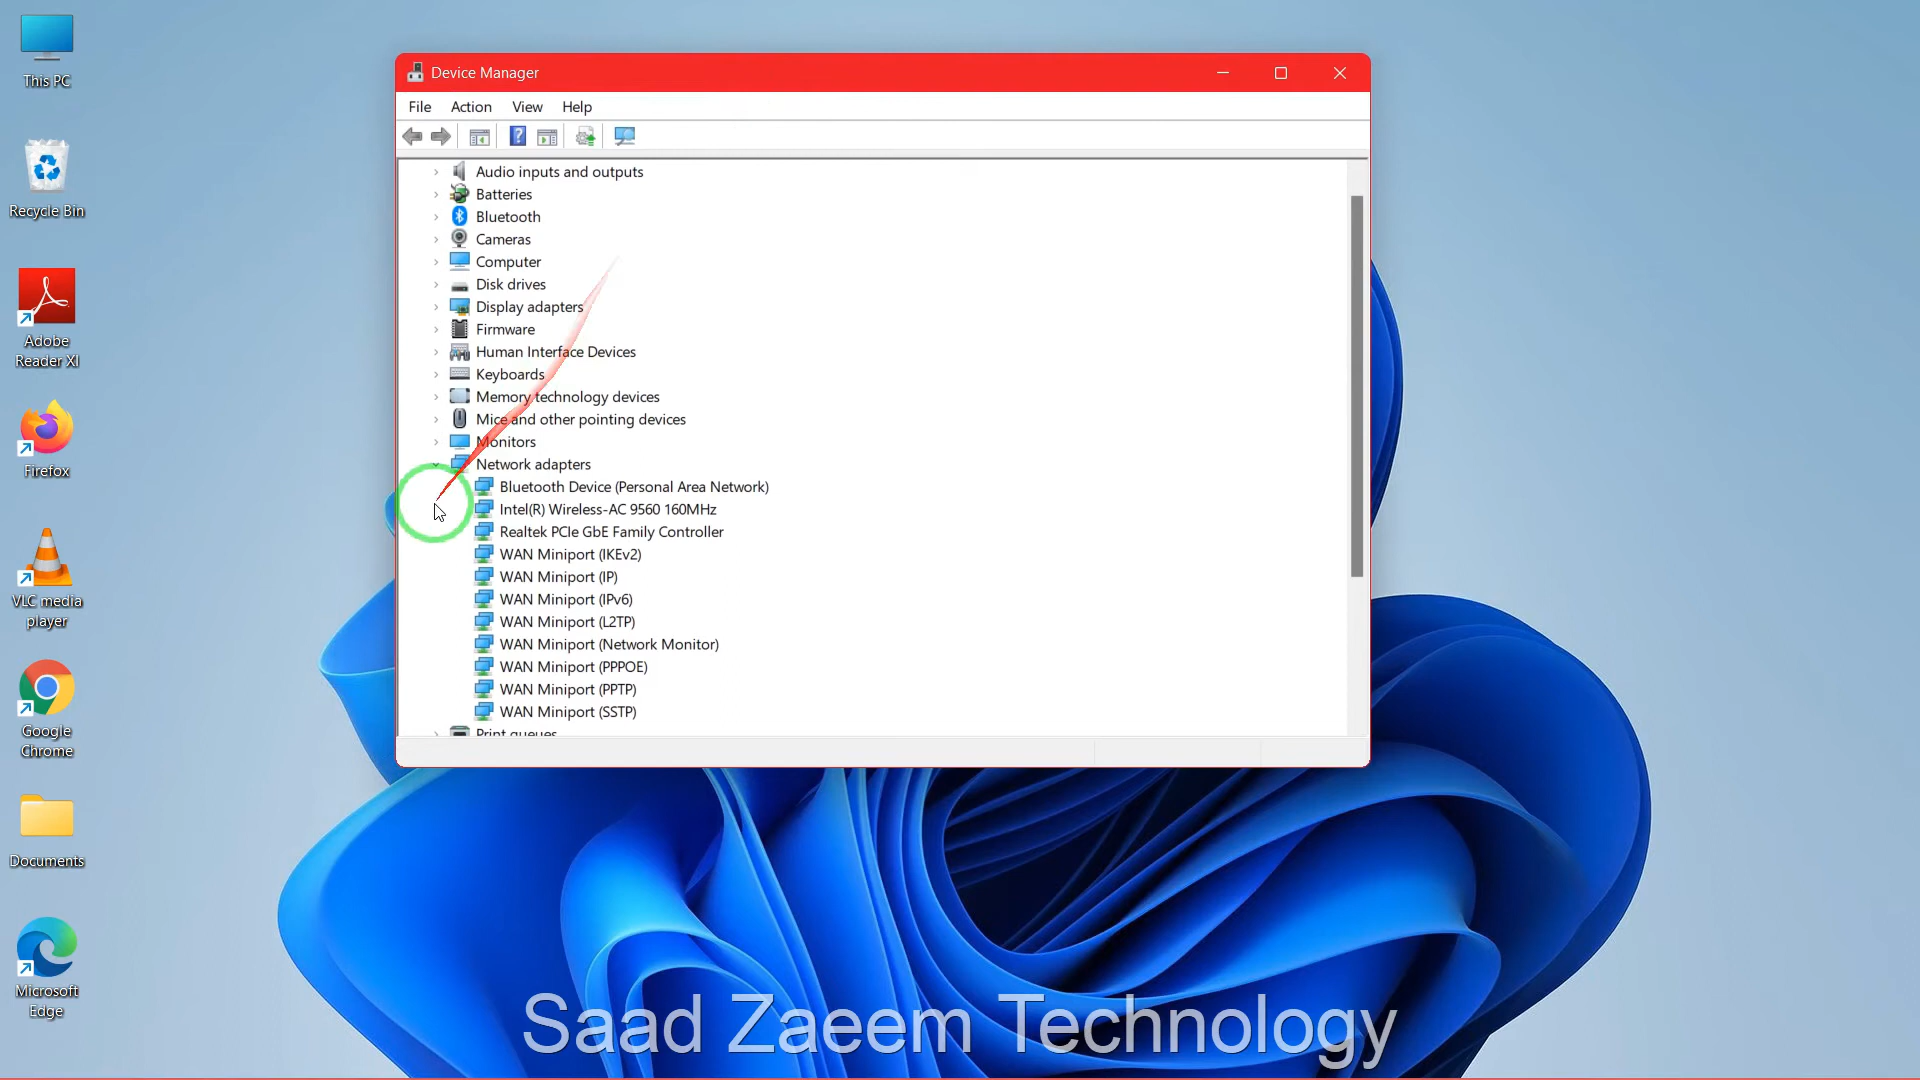 This PC
Recycle Bin
Adobe
Reader XI
Firefox
VLC media
player
Google
Chrome
Documents
Microsoft
Edge
Device Manager
File Action View Help
Audio inputs and outputs
Batteries
Bluetooth
Cameras
Computer
Disk drives
Display adapters
Firmware
Human Interface Devices
Keyboards
Memory technology devices
Mice and other pointing devices
Monitors
Network adapters
Bluetooth Device (Personal Area Network)
Intel(R) Wireless-AC 9560 160MHz
Realtek PCIe GbE Family Controller
WAN Miniport (IKEv2)
WAN Miniport (IP)
WAN Miniport (IPv6)
WAN Miniport (L2TP)
WAN Miniport (Network Monitor)
WAN Miniport (PPPOE)
WAN Miniport (PPTP)
WAN Miniport (SSTP)
Print queues
Saad Zaeem Technology